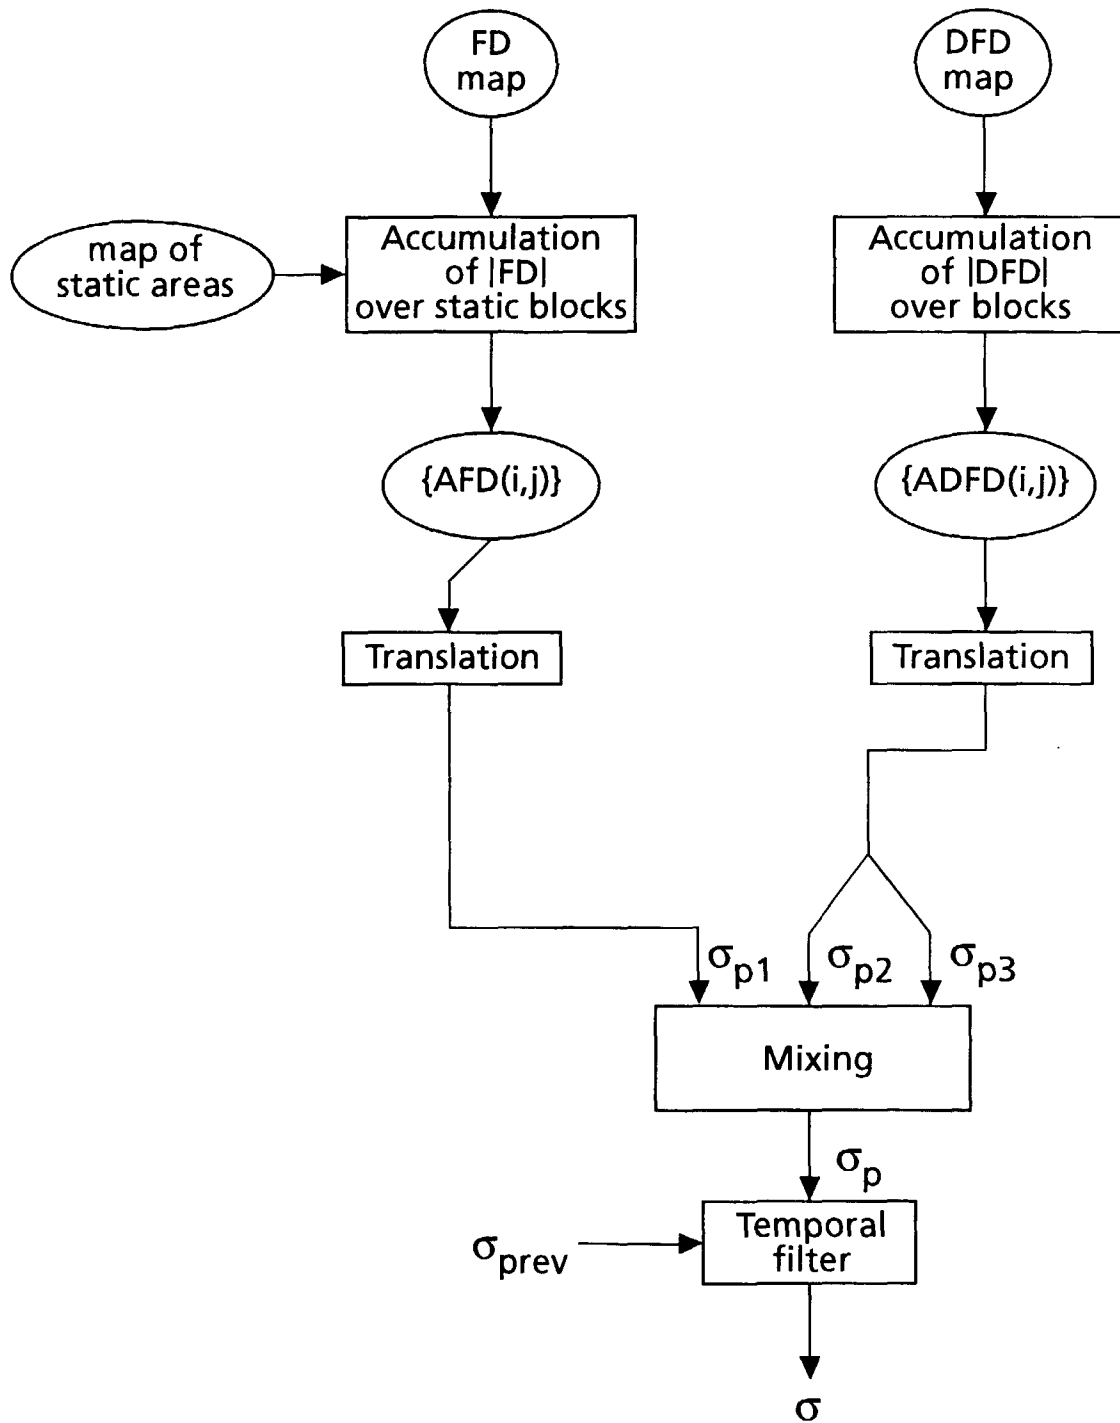 FD
map
DFD
map
map of
static areas
Accumulation
of |FD|
over static blocks
Accumulation
of |DFD|
over blocks
{AFD(i,j)}
{ADFD(i,j)}
Translation
Translation
σp1
σp2
σp3
Mixing
σp
σprev
Temporal
filter
σ